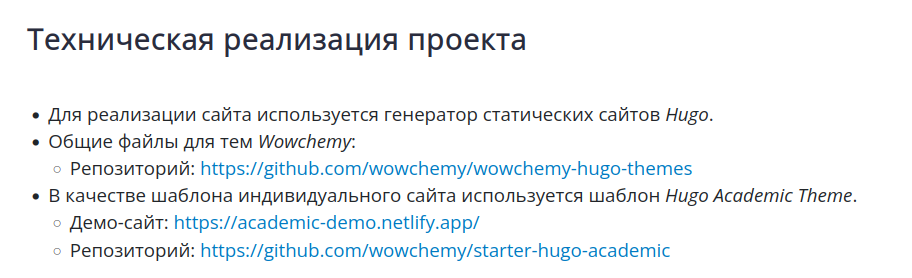 Техническая реализация проекта
• Для реализации сайта используется генератор статических сайтов Hugo.
• Общие файлы для тем Wowchemy:
◦ Репозиторий: https://github.com/wowchemy/wowchemy-hugo-themes
• В качестве шаблона индивидуального сайта используется шаблон Hugo Academic Theme.
◦ Демо-сайт: https://academic-demo.netlify.app/
◦ Репозиторий: https://github.com/wowchemy/starter-hugo-academic